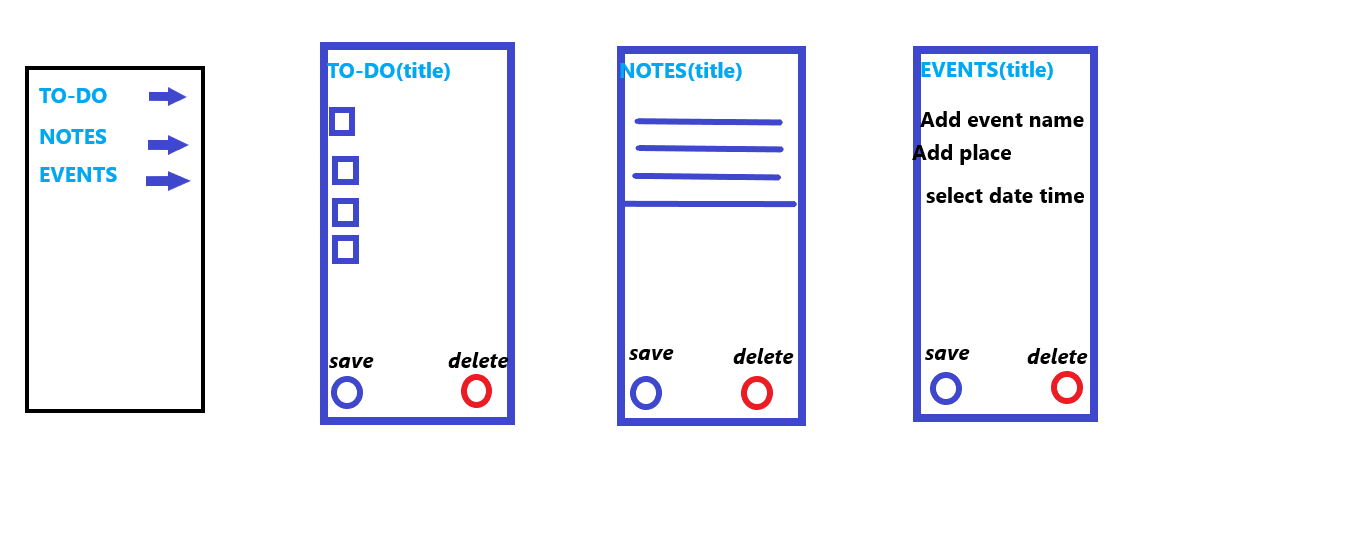 TO-DO
NOTES
EVENTS
TO-DO(title)
save
delete
NOTES(title)
save
delete
EVENTS(title)
Add event name
Add place
select date time
save
delete